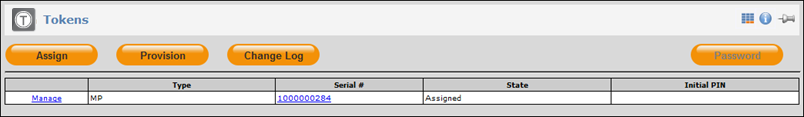 T Tokens
Assign Provision Change Log Password
Type Serial # State Initial PIN
Manage MP 1000000284 Assigned